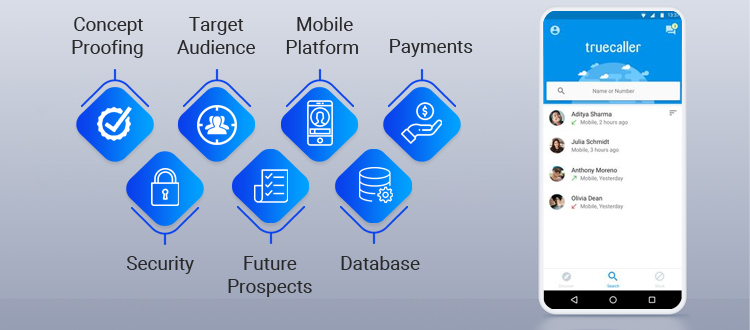 Concept
Proofing
Target
Audience
Mobile
Platform
Payments
Security
Future
Prospects
Database
truecaller
Name or Number
Aditya Sharma
Mobile, 2 hours ago
Julia Schmidt
Mobile, 3 hours ago
Anthony Moreno
Mobile, Yesterday
Olivia Dean
Mobile, Yesterday
Search